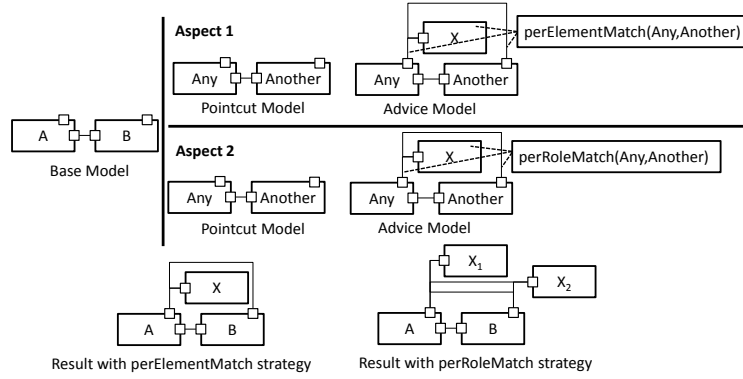 Aspect 1
X
perElementMatch(Any,Another)
Any
Another
Any
Another
Pointcut Model
Advice Model
A
B
Base Model
Aspect 2
X
perRoleMatch(Any,Another)
Any
Another
Any
Another
Pointcut Model
Advice Model
X
X1
X2
A
B
A
B
Result with perElementMatch strategy
Result with perRoleMatch strategy